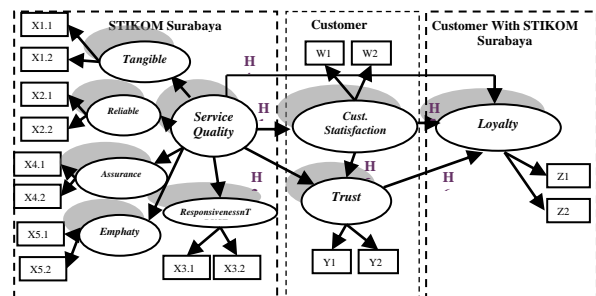 STIKOM Surabaya
Customer
Customer With STIKOM
Surabaya
X1.1
X1.2
Tangible
H
W1
W2
X2.1
X2.2
Reliable
Service
Quality
H
Cust.
Statisfaction
H
Loyalty
X4.1
X4.2
Assurance
H
H
H
Trust
Z1
Z2
ResponsivenessnT
X5.1
X5.2
Emphaty
X3.1
X3.2
Y1
Y2